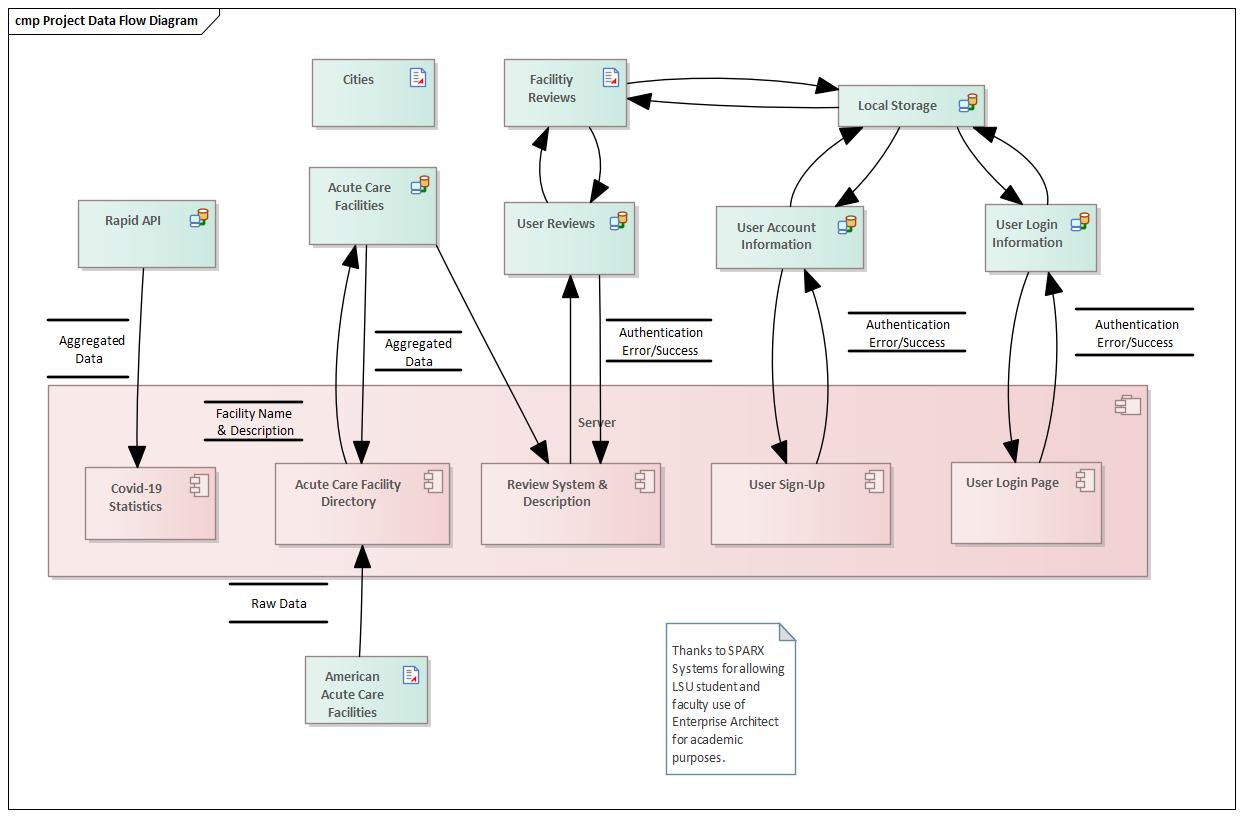 cmp Project Data Flow Diagram
Cities
Facilitiy
Reviews
Local Storage
Acute Care
Facilities
Rapid API
User Reviews
User Account
Information
User Login
Information
Aggregated
Data
Aggregated
Data
Authentication
Error/Success
Authentication
Error/Success
Authentication
Error/Success
Facility Name
& Description
Server
Covid-19
Statistics
Acute Care Facility
Directory
Review System &
Description
User Sign-Up
User Login Page
Raw Data
American
Acute Care
Facilities
Thanks to SPARX
Systems for allowing
LSU student and
faculty use of
Enterprise Architect
for academic
purposes.